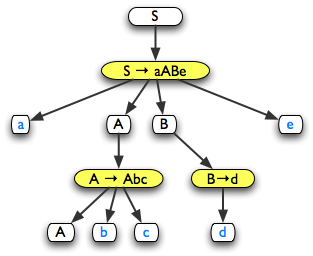 S
S → aABe
a A B e
A → Abc B→d
A b c d